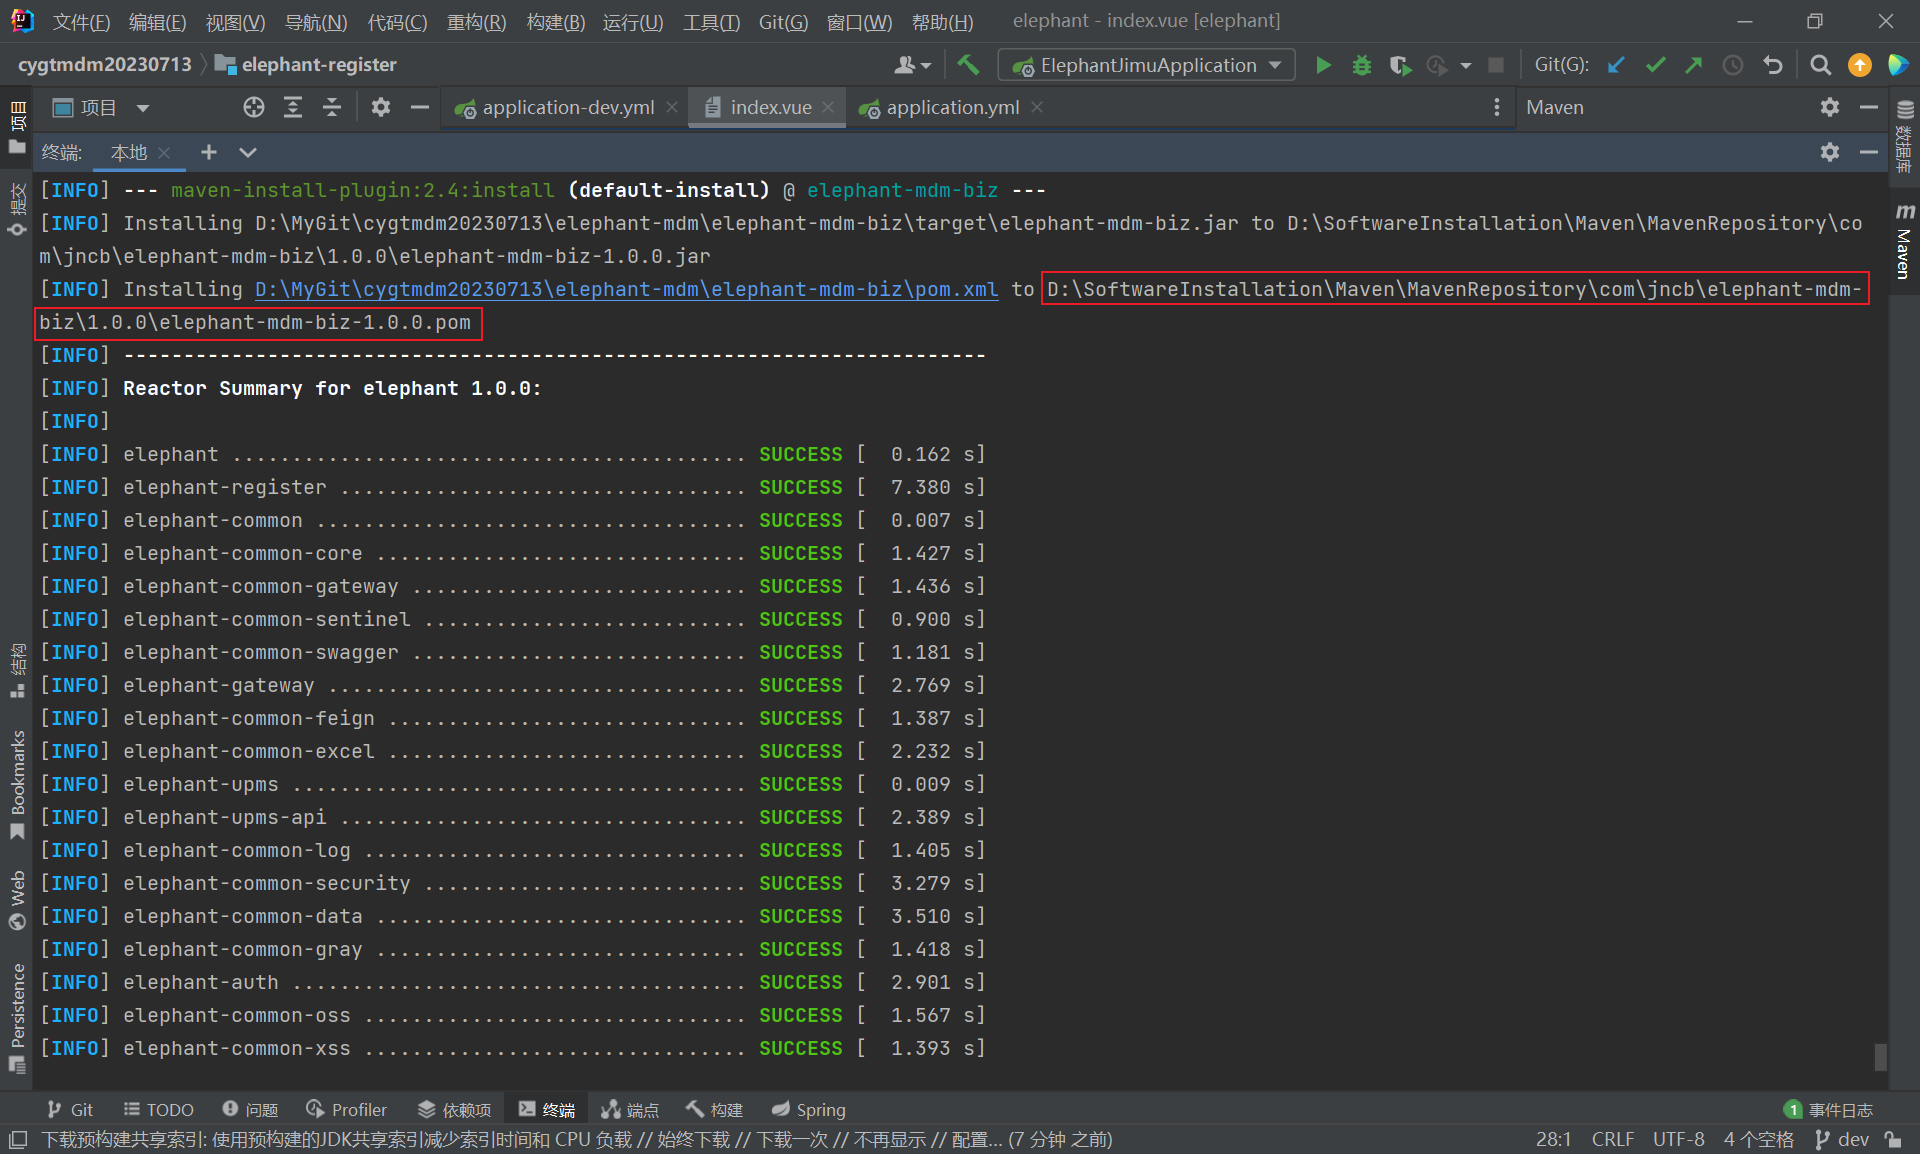 文件(F) 编辑(E) 视图(V) 导航(N) 代码(C) 重构(R) 构建(B) 运行(U) 工具(T) Git(G) 窗口(W) 帮助(H) elephant - index.vue [elephant]
cygtmdm20230713 elephant-register ElephantJimuApplication Git(G):
项目 application-dev.yml index.vue application.yml Maven
终端: 本地
[INFO] --- maven-install-plugin:2.4:install (default-install) @ elephant-mdm-biz ---
[INFO] Installing D:\MyGit\cygtmdm20230713\elephant-mdm\elephant-mdm-biz\target\elephant-mdm-biz.jar to D:\SoftwareInstallation\Maven\MavenRepository\co
m\jncb\elephant-mdm-biz\1.0.0\elephant-mdm-biz-1.0.0.jar
[INFO] Installing D:\MyGit\cygtmdm20230713\elephant-mdm\elephant-mdm-biz\pom.xml to D:\SoftwareInstallation\Maven\MavenRepository\com\jncb\elephant-mdm-
biz\1.0.0\elephant-mdm-biz-1.0.0.pom
[INFO] ------------------------------------------------------------------------
[INFO] Reactor Summary for elephant 1.0.0:
[INFO]
[INFO] elephant ........................................... SUCCESS [  0.162 s]
[INFO] elephant-register .................................. SUCCESS [  7.380 s]
[INFO] elephant-common .................................... SUCCESS [  0.007 s]
[INFO] elephant-common-core ............................... SUCCESS [  1.427 s]
[INFO] elephant-common-gateway ............................ SUCCESS [  1.436 s]
[INFO] elephant-common-sentinel ........................... SUCCESS [  0.900 s]
[INFO] elephant-common-swagger ............................ SUCCESS [  1.181 s]
[INFO] elephant-gateway ................................... SUCCESS [  2.769 s]
[INFO] elephant-common-feign .............................. SUCCESS [  1.387 s]
[INFO] elephant-common-excel .............................. SUCCESS [  2.232 s]
[INFO] elephant-upms ...................................... SUCCESS [  0.009 s]
[INFO] elephant-upms-api .................................. SUCCESS [  2.389 s]
[INFO] elephant-common-log ................................ SUCCESS [  1.405 s]
[INFO] elephant-common-security ........................... SUCCESS [  3.279 s]
[INFO] elephant-common-data ............................... SUCCESS [  3.510 s]
[INFO] elephant-common-gray ............................... SUCCESS [  1.418 s]
[INFO] elephant-auth ...................................... SUCCESS [  2.901 s]
[INFO] elephant-common-oss ................................ SUCCESS [  1.567 s]
[INFO] elephant-common-xss ................................ SUCCESS [  1.393 s]
项目
提交
结构
Bookmarks
Web
Persistence
数据库
m Maven
Git TODO 问题 Profiler 依赖项 终端 端点 构建 Spring 1 事件日志
下载预构建共享索引: 使用预构建的JDK共享索引减少索引时间和 CPU 负载 // 始终下载 // 下载一次 // 不再显示 // 配置... (7 分钟 之前) 28:1 CRLF UTF-8 4 个空格 dev